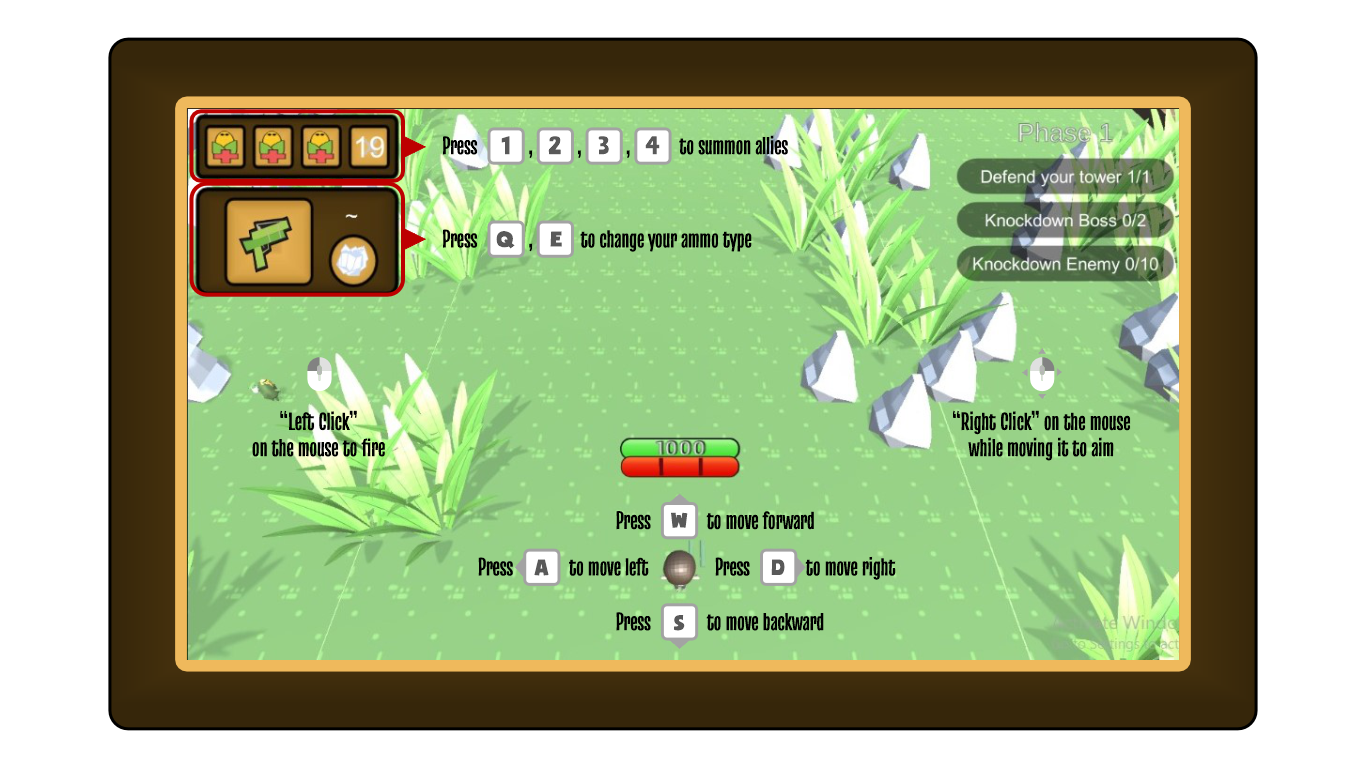 19
Press 1 , 2 , 3 , 4 to summon allies
Phase 1
Defend your tower 1/1
Knockdown Boss 0/2
Knockdown Enemy 0/10
~
Press Q , E to change your ammo type
“Left Click”
on the mouse to fire
“Right Click” on the mouse
while moving it to aim
1000
Press W to move forward
Press A to move left
Press D to move right
Press S to move backward